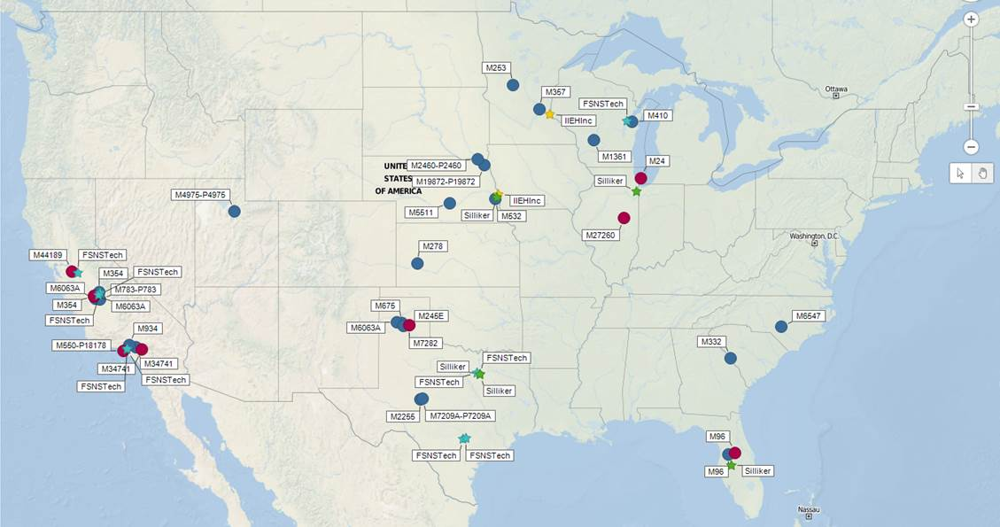 M253
M357
Ottawa
FSNSTech
IIEHInc
M410
M1361
M24
UNITE
M2460-P2460
STATES
M19872-P19872
Silliker
OF AMERICA
M4975-P4975
IIEHInc
M5511
Silliker
M532
M27260
Washington, D.C.
M278
M44189
FSNSTech
M354
FSNSTech
M6063A
M783-P783
M354
M6063A
FSNSTech
M675
M245E
M6547
M6063A
M934
M7282
M550-P18178
M332
FSNSTech
M34741
M34741
Silliker
FSNSTech
FSNSTech
FSNSTech
Silliker
M2255
M7209A-P7209A
M96
FSNSTech
FSNSTech
M96
Silliker
Nassau